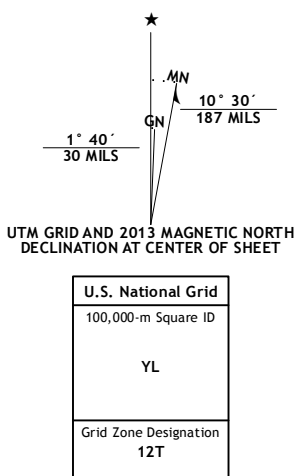 MN
10° 30´
187 MILS
GN
1° 40´
30 MILS
UTM GRID AND 2013 MAGNETIC NORTH
DECLINATION AT CENTER OF SHEET
U.S. National Grid
100,000-m Square ID
YL
Grid Zone Designation
12T